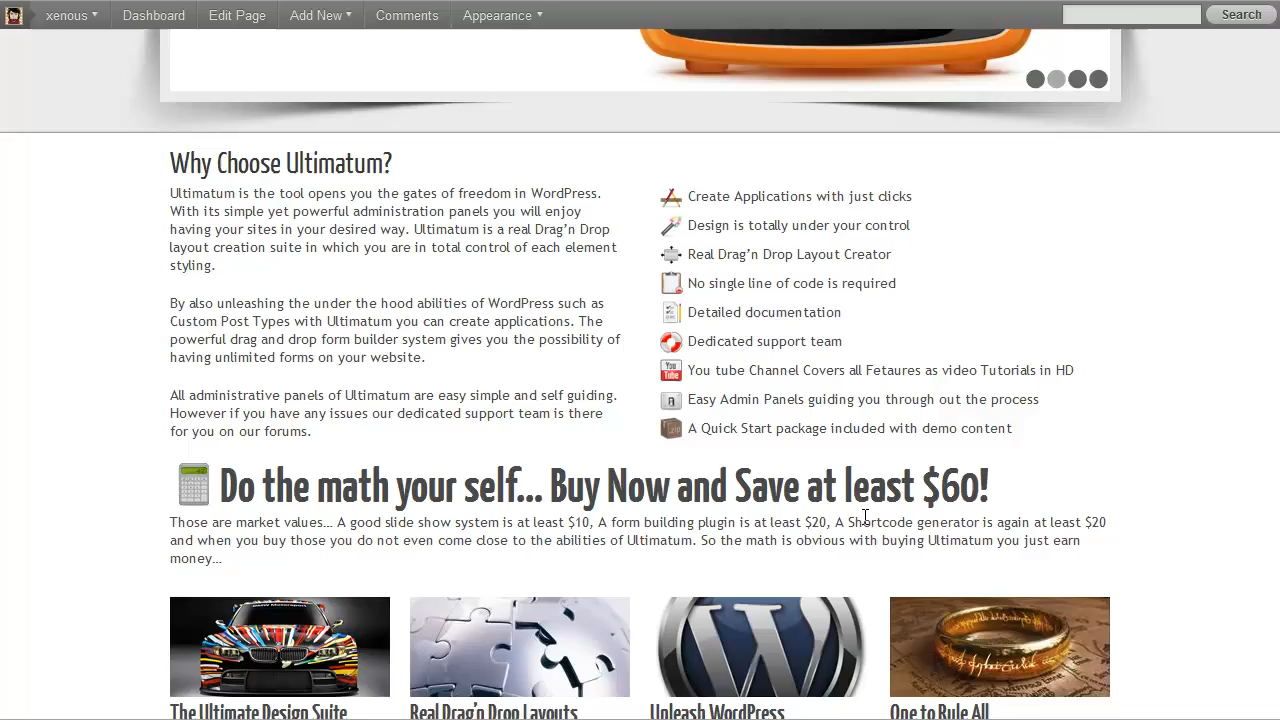 xenous Dashboard Edit Page Add New Comments Appearance Search
Why Choose Ultimatum?
Ultimatum is the tool opens you the gates of freedom in WordPress.
With its simple yet powerful administration panels you will enjoy
having your sites in your desired way. Ultimatum is a real Drag’n Drop
layout creation suite in which you are in total control of each element
styling.
By also unleashing the under the hood abilities of WordPress such as
Custom Post Types with Ultimatum you can create applications. The
powerful drag and drop form builder system gives you the possibility of
having unlimited forms on your website.
All administrative panels of Ultimatum are easy simple and self guiding.
However if you have any issues our dedicated support team is there
for you on our forums.
Create Applications with just clicks
Design is totally under your control
Real Drag’n Drop Layout Creator
No single line of code is required
Detailed documentation
Dedicated support team
You Tube
You tube Channel Covers all Fetaures as video Tutorials in HD
Easy Admin Panels guiding you through out the process
A Quick Start package included with demo content
Do the math your self... Buy Now and Save at least $60!
Those are market values… A good slide show system is at least $10, A form building plugin is at least $20, A Shortcode generator is again at least $20
and when you buy those you do not even come close to the abilities of Ultimatum. So the math is obvious with buying Ultimatum you just earn
money…
The Ultimate Design Suite
Real Drag’n Drop Layouts
Unleash WordPress
One to Rule All